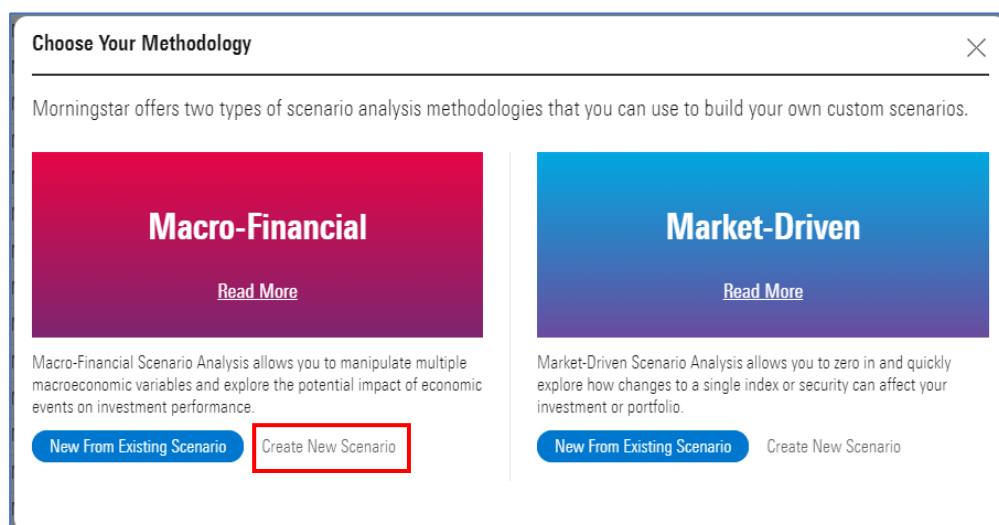 Choose Your Methodology
Morningstar offers two types of scenario analysis methodologies that you can use to build your own custom scenarios.
Macro-Financial
Read More
Macro-Financial Scenario Analysis allows you to manipulate multiple
macroeconomic variables and explore the potential impact of economic
events on investment performance.
New From Existing Scenario
Create New Scenario
Market-Driven
Read More
Market-Driven Scenario Analysis allows you to zero in and quickly
explore how changes to a single index or security can affect your
investment or portfolio.
New From Existing Scenario
Create New Scenario